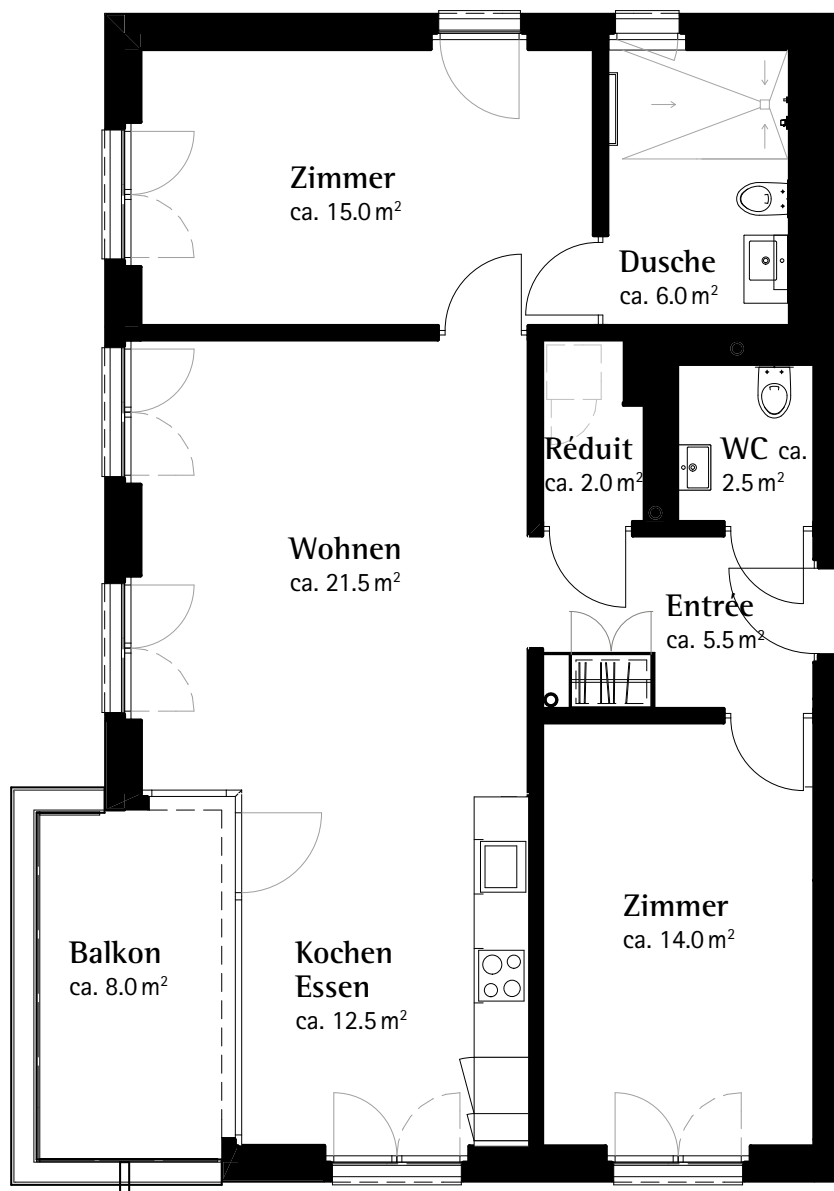 Zimmer
ca. 15.0 m²
Dusche
ca. 6.0 m²
Réduit
ca. 2.0 m²
WC ca.
2.5 m²
Wohnen
ca. 21.5 m²
Entrée
ca. 5.5 m²
Zimmer
ca. 14.0 m²
Balkon
ca. 8.0 m²
Kochen
Essen
ca. 12.5 m²